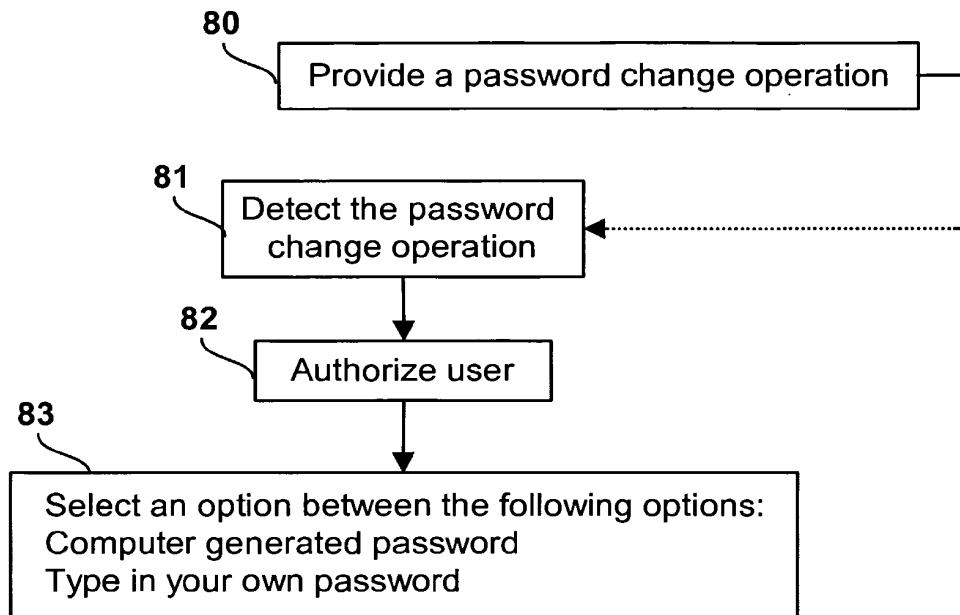 80
Provide a password change operation
81
Detect the password
change operation
82
Authorize user
83
Select an option between the following options:
Computer generated password
Type in your own password